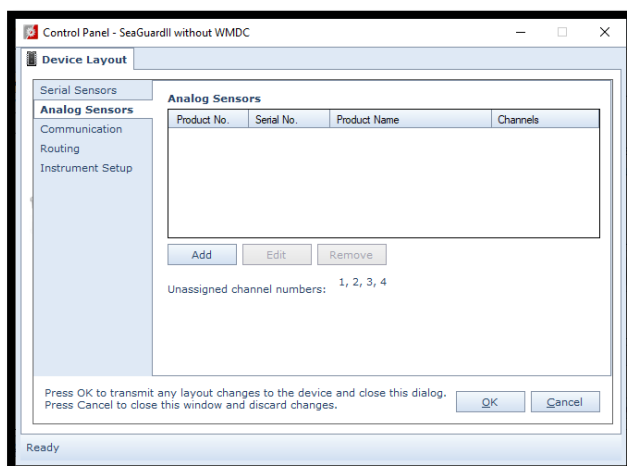 Control Panel - SeaGuardII without WMDC
Device Layout
Serial Sensors
Analog Sensors
Communication
Routing
Instrument Setup
Analog Sensors
Product No. Serial No. Product Name Channels
Add Edit Remove
Unassigned channel numbers: 1, 2, 3, 4
Press OK to transmit any layout changes to the device and close this dialog.
Press Cancel to close this window and discard changes.
OK Cancel
Ready